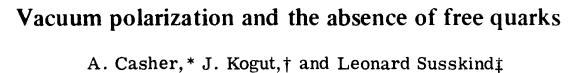 Vacuum polarization and the absence of free quarks
A. Casher,* J. Kogut,† and Leonard Susskind‡